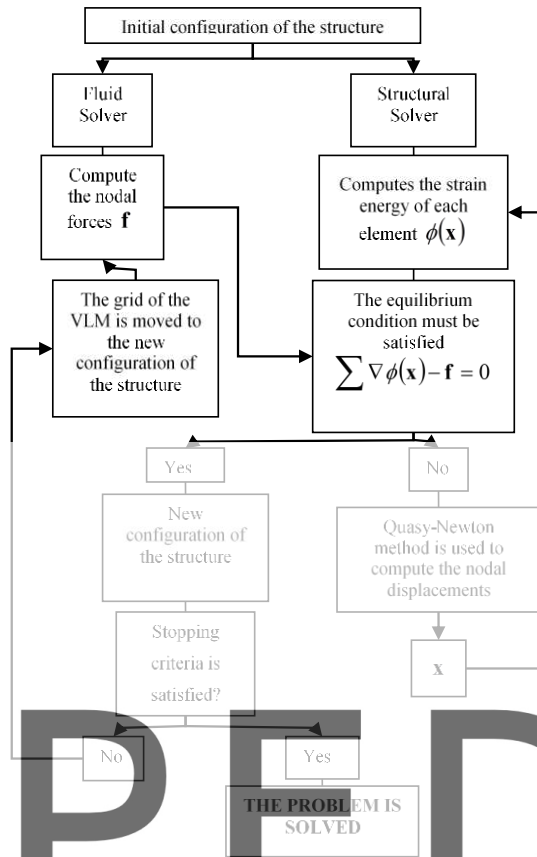 Initial configuration of the structure
Fluid
Solver
Structural
Solver
Compute
the nodal
forces f
Computes the strain
energy of each
element ϕ(x)
The grid of the
VLM is moved to
the new
configuration of
the structure
The equilibrium
condition must be
satisfied
∑ ∇ϕ(x) − f = 0
Yes
No
New
configuration of
the structure
Quasy-Newton
method is used to
compute the nodal
displacements
Stopping
criteria is
satisfied?
x
No
Yes
THE PROBLEM IS
SOLVED